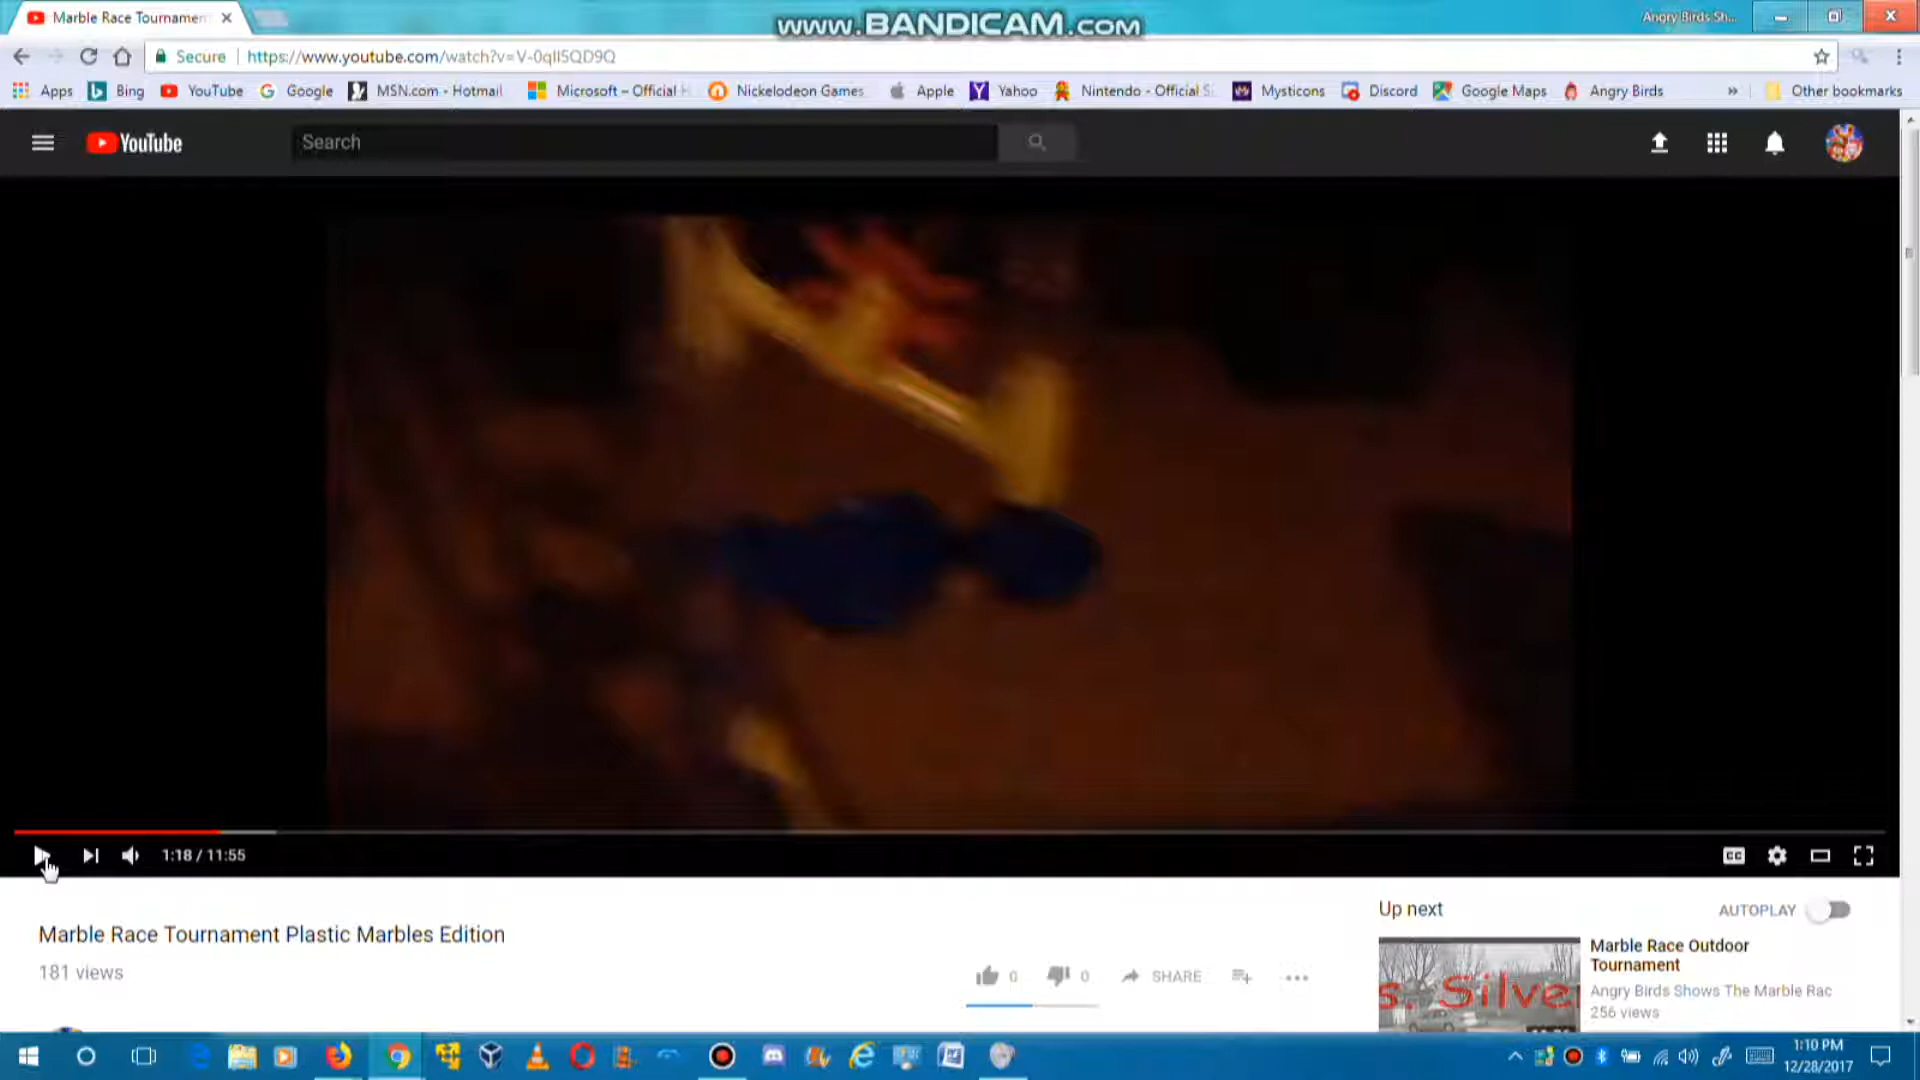 Marble Race Tournamen
www.BANDICAM.com
Angry Birds Sh...
Secure
https://www.youtube.com/watch?v=V-0qII5QD9Q
Apps
Bing
YouTube
Google
MSN.com - Hotmail
Microsoft – Official H
Nickelodeon Games
Apple
Yahoo
Nintendo - Official S
Mysticons
Discord
Google Maps
Angry Birds
»
Other bookmarks
YouTube
Search
1:18 / 11:55
CC
Marble Race Tournament Plastic Marbles Edition
181 views
0
0
SHARE
Up next
AUTOPLAY
s. Silve
Marble Race Outdoor
Tournament
Angry Birds Shows The Marble Rac
256 views
1:10 PM
12/28/2017